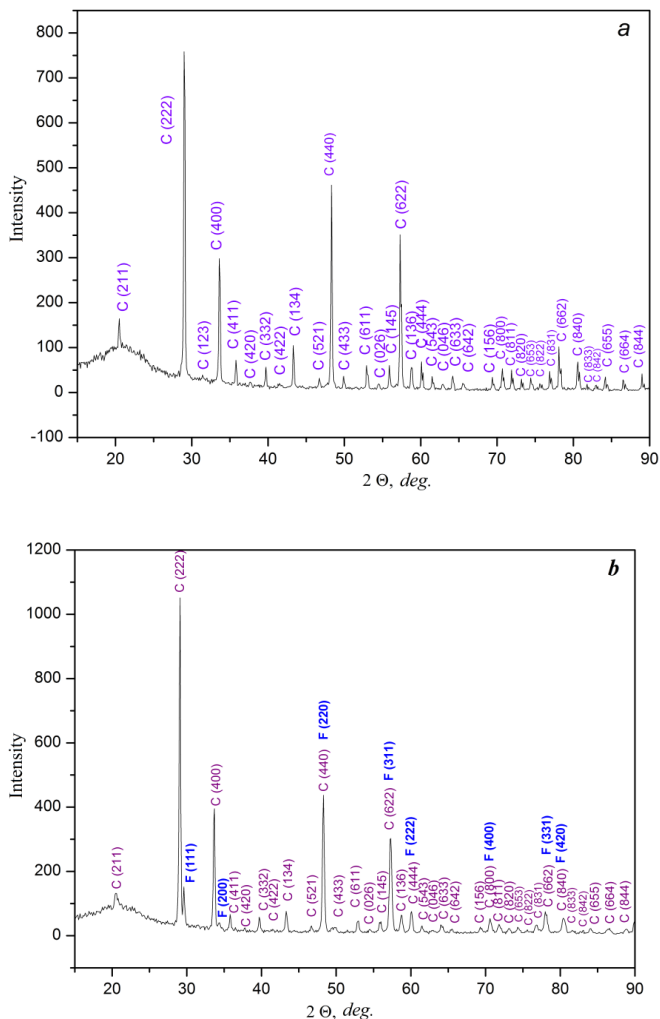 a
800
700
600
500
400
300
200
100
0
-100
Intensity
C (211)
C (222)
C (123)
C (400)
C (411)
C (420)
C (332)
C (422)
C (134)
C (521)
C (440)
C (433)
C (611)
C (026)
C (145)
C (622)
C (136)
C (444)
C (543)
C (046)
C (633)
C (642)
C (156)
C (800)
C (811)
C (820)
C (653)
C (822)
C (831)
C (662)
C (840)
C (833)
C (842)
C (655)
C (664)
C (844)
20 30 40 50 60 70 80 90
2 Θ, deg.
b
1200
1000
800
600
400
200
0
Intensity
C (211)
C (222)
F (111)
C (400)
F (200)
C (411)
C (420)
C (332)
C (422)
C (134)
C (521)
F (220)
C (440)
C (433)
C (611)
C (026)
C (145)
F (311)
C (622)
C (136)
F (222)
C (444)
C (543)
C (046)
C (633)
C (642)
C (156)
F (400)
C (800)
C (811)
C (820)
C (653)
C (822)
C (831)
F (331)
C (662)
F (420)
C (840)
C (833)
C (842)
C (655)
C (664)
C (844)
20 30 40 50 60 70 80 90
2 Θ, deg.